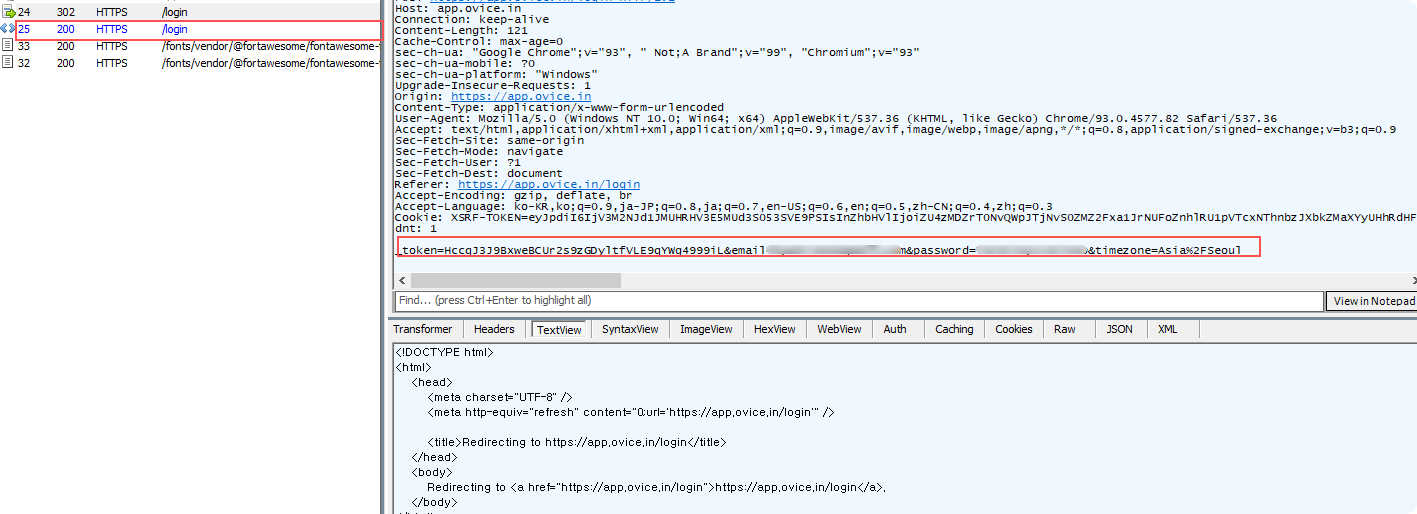 24 302 HTTPS /login
25 200 HTTPS /login
33 200 HTTPS /fonts/vendor/@fortawesome/fontawesome-
32 200 HTTPS /fonts/vendor/@fortawesome/fontawesome-
Host: app.ovice.in
Connection: keep-alive
Content-Length: 121
Cache-Control: max-age=0
sec-ch-ua: "Google Chrome";v="93", " Not;A Brand";v="99", "Chromium";v="93"
sec-ch-ua-mobile: ?0
sec-ch-ua-platform: "Windows"
Upgrade-Insecure-Requests: 1
Origin: https://app.ovice.in
Content-Type: application/x-www-form-urlencoded
User-Agent: Mozilla/5.0 (Windows NT 10.0; Win64; x64) AppleWebKit/537.36 (KHTML, like Gecko) Chrome/93.0.4577.82 Safari/537.36
Accept: text/html,application/xhtml+xml,application/xml;q=0.9,image/avif,image/webp,image/apng,*/*;q=0.8,application/signed-exchange;v=b3;q=0.9
Sec-Fetch-Site: same-origin
Sec-Fetch-Mode: navigate
Sec-Fetch-User: ?1
Sec-Fetch-Dest: document
Referer: https://app.ovice.in/login
Accept-Encoding: gzip, deflate, br
Accept-Language: ko-KR,ko;q=0.9,ja-JP;q=0.8,ja;q=0.7,en-US;q=0.6,en;q=0.5,zh-CN;q=0.4,zh;q=0.3
Cookie: XSRF-TOKEN=eyJpdiI6IjV3M2NJd1JMUHRHV3E5MUd3S053SVE9PSIsInZhbHVlIjoiZU4zMDZrTONvQWpJTjNvSOZMZ2Fxa1JrNUFoZnhlRU1pVTcxNThnbzJXbkZMaXYyUHhRdHF
dnt: 1
_token=HccqJ3J9BxweBCUr2s9zGDyltfVLE9qYWq4999iL&email m&password= &timezone=Asia%2FSeoul
Find... (press Ctrl+Enter to highlight all)
View in Notepad
Transformer Headers TextView SyntaxView ImageView HexView WebView Auth Caching Cookies Raw JSON XML
<!DOCTYPE html>
<html>
<head>
<meta charset="UTF-8" />
<meta http-equiv="refresh" content="0;url='https://app.ovice.in/login'" />
<title>Redirecting to https://app.ovice.in/login</title>
</head>
<body>
Redirecting to <a href="https://app.ovice.in/login">https://app.ovice.in/login</a>.
</body>